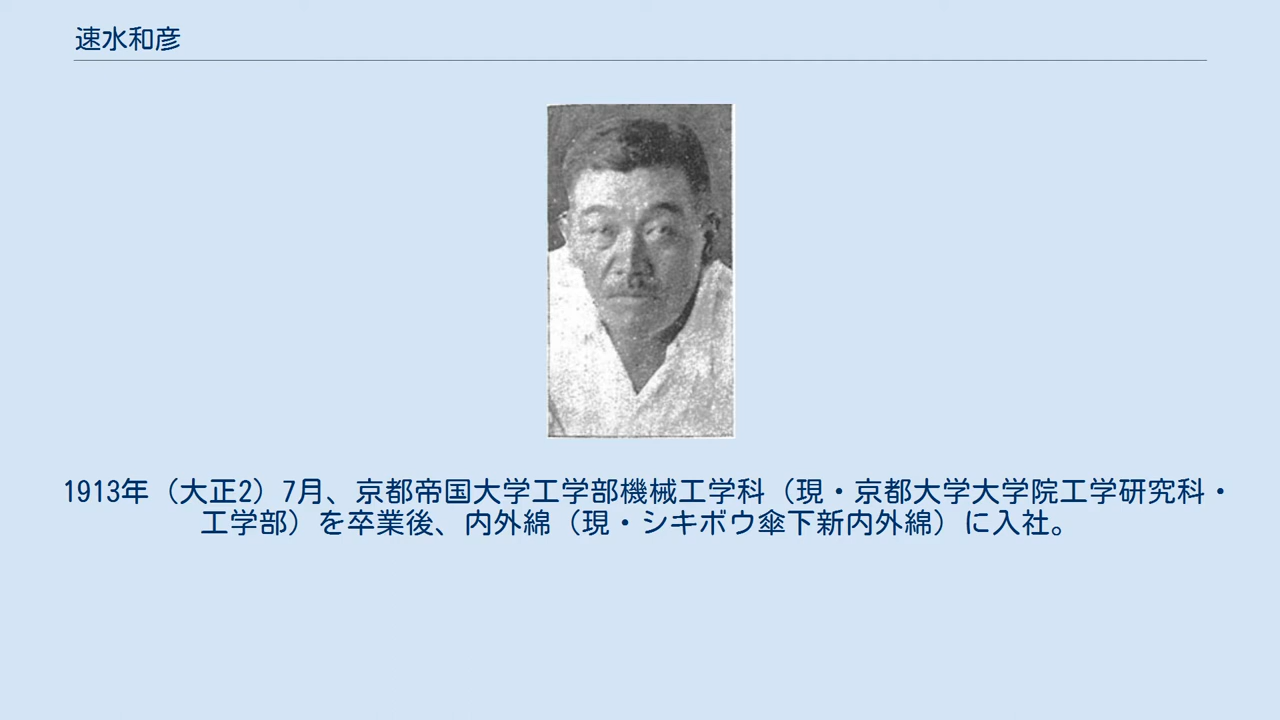 速水和彦
1913年（大正2）7月、京都帝国大学工学部機械工学科（現・京都大学大学院工学研究科・
工学部）を卒業後、内外綿（現・シキボウ傘下新内外綿）に入社。